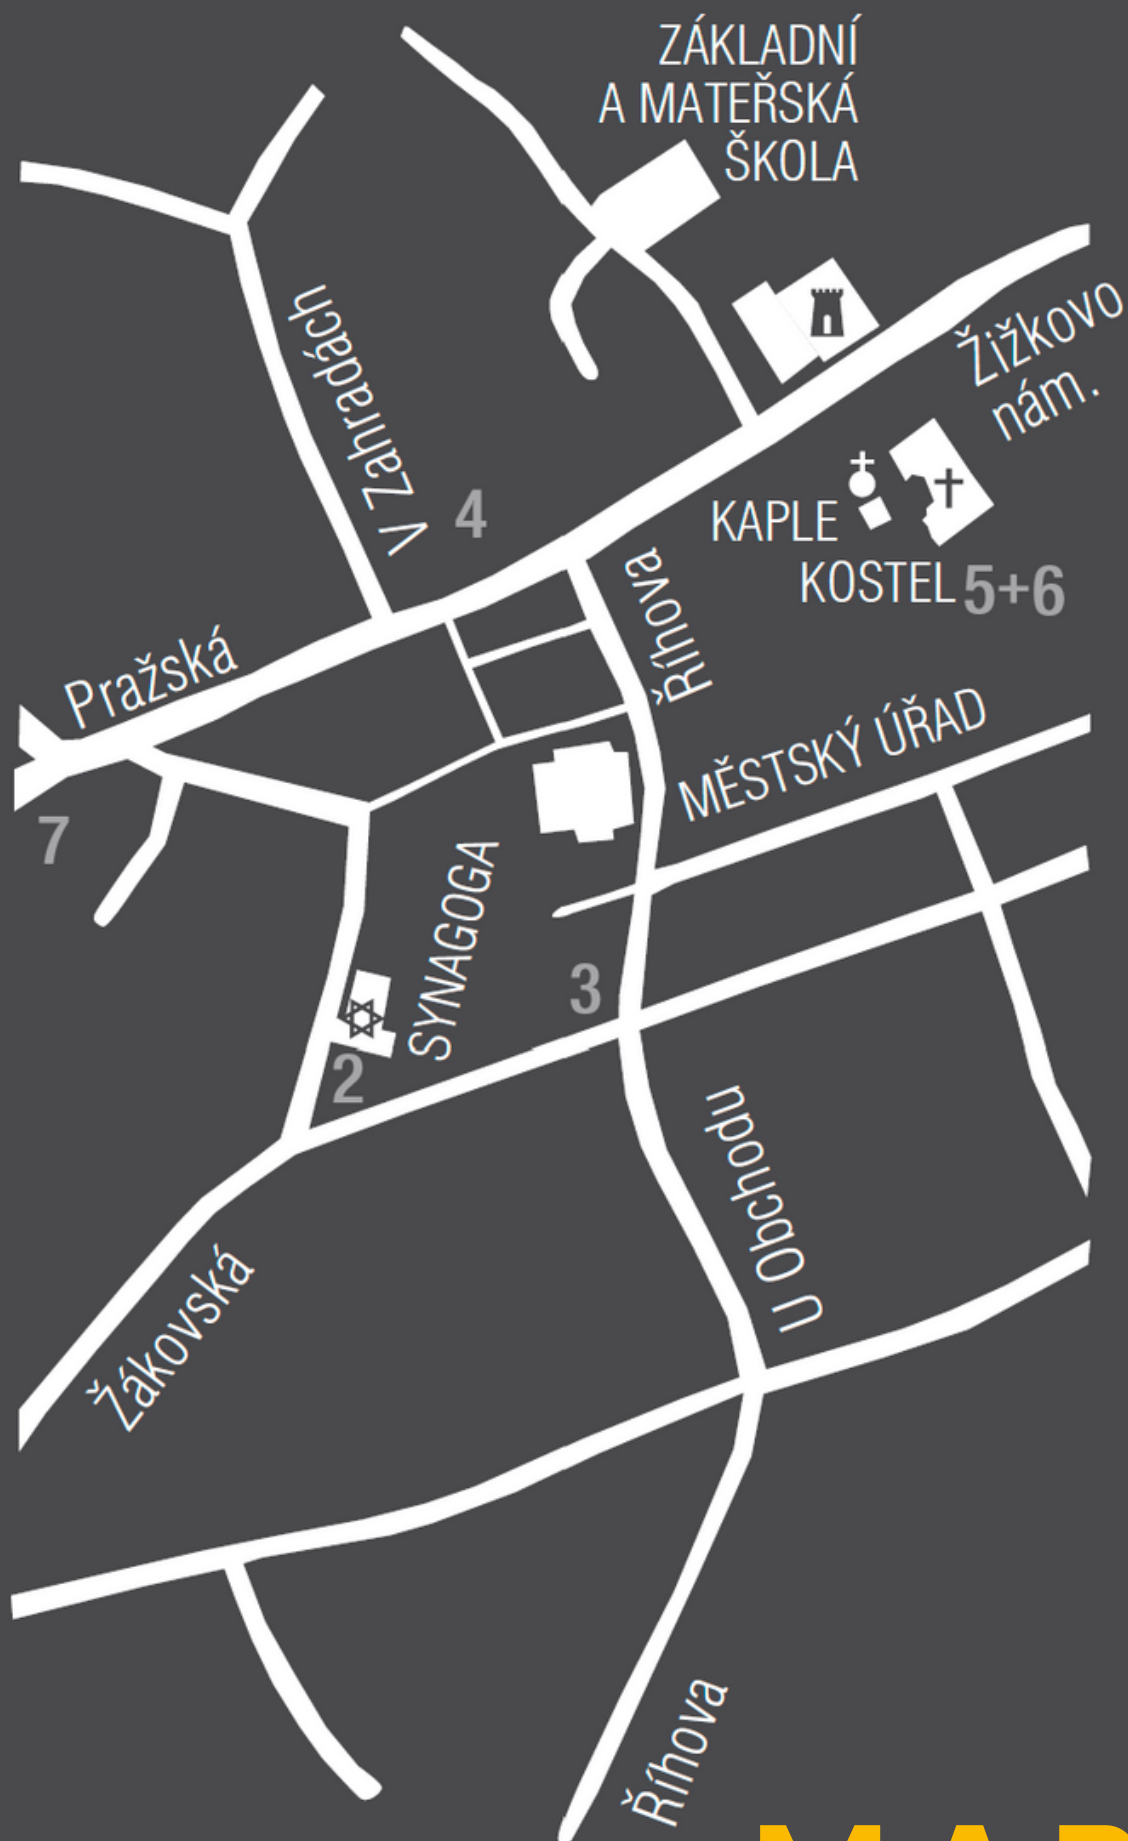 ZÁKLADNÍ
A MATEŘSKÁ
ŠKOLA
Žižkovo
nám.
V Zahradách
4
KAPLE
KOSTEL 5+6
Říhova
Pražská
MĚSTSKÝ ÚŘAD
7
SYNAGOGA
3
2
U Obchodu
Žákovská
Říhova